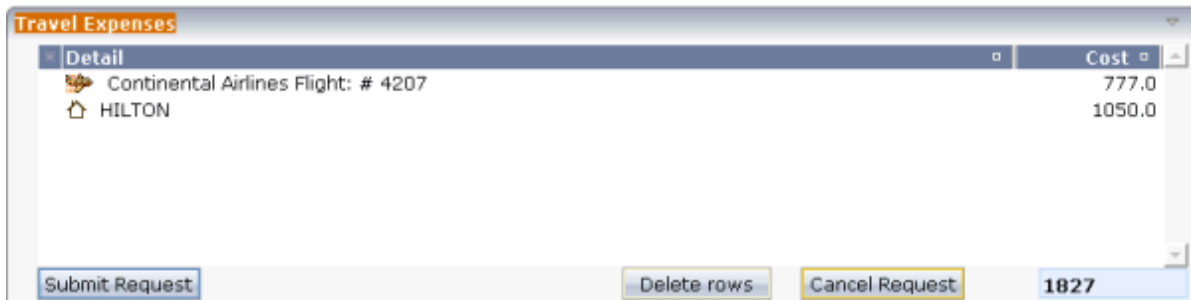 Travel Expenses
Detail Cost
Continental Airlines Flight: # 4207 777.0
HILTON 1050.0
Submit Request Delete rows Cancel Request 1827